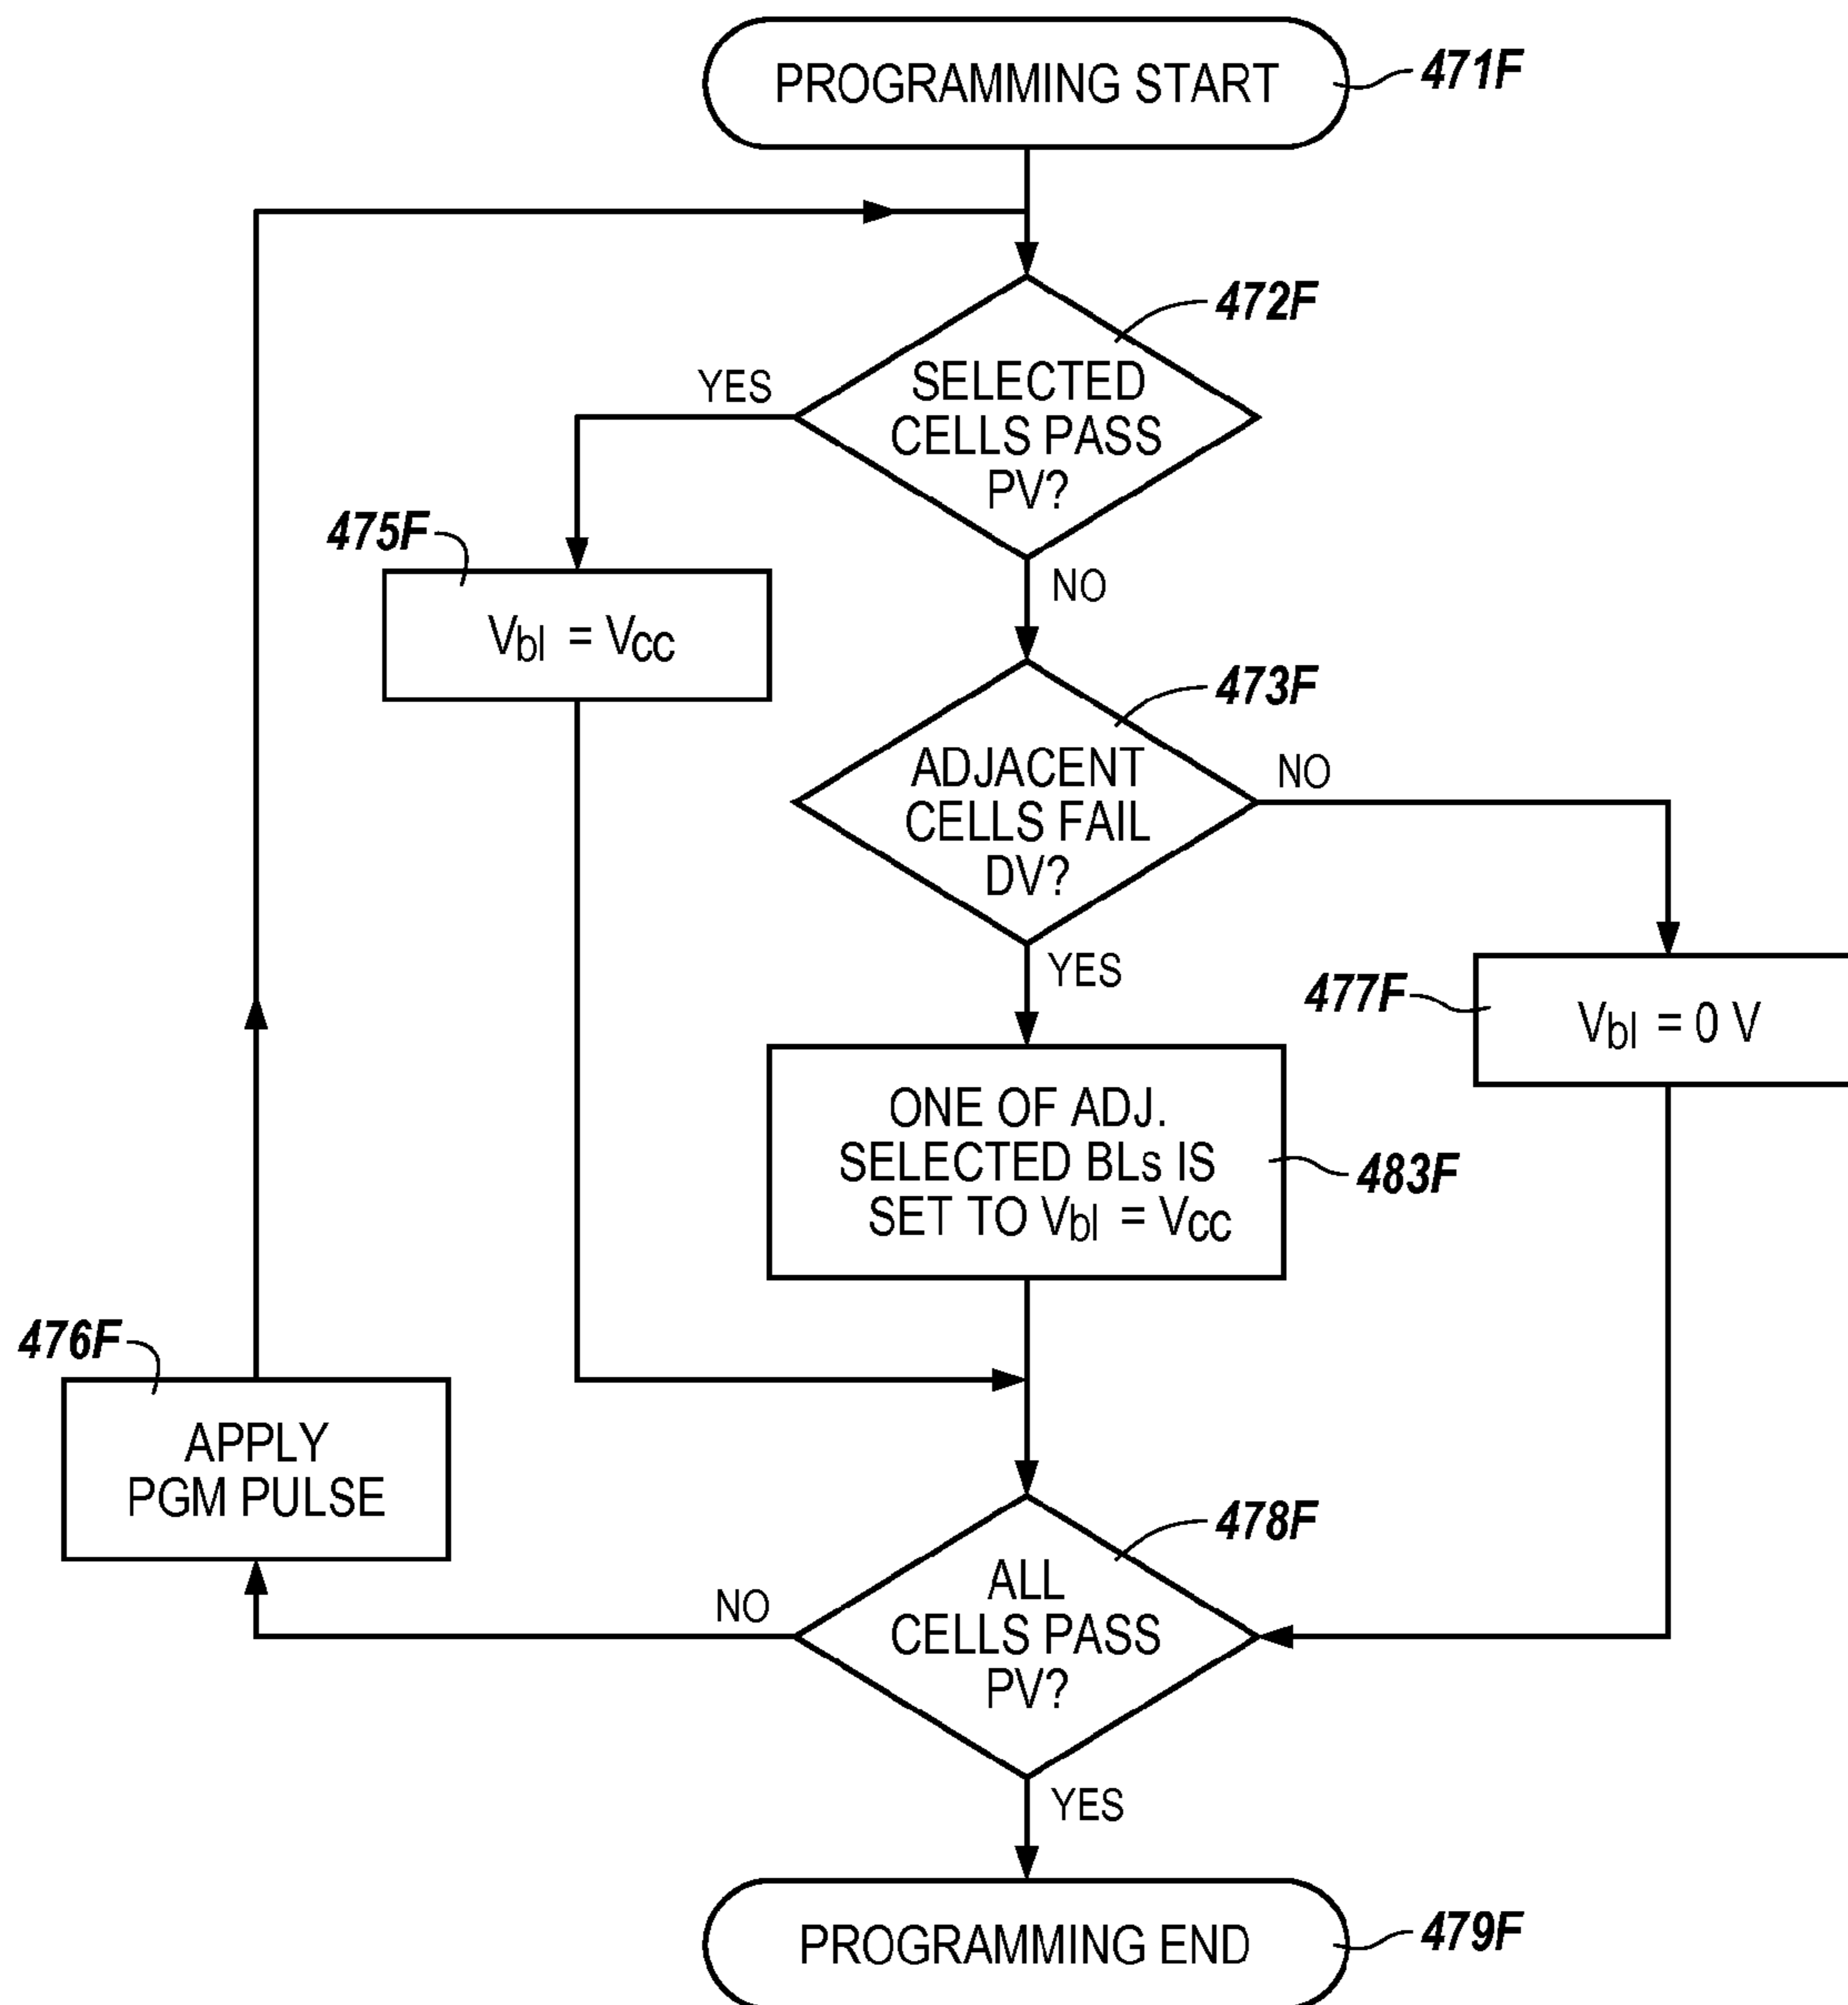 PROGRAMMING START
471F
472F
SELECTED
CELLS PASS
PV?
YES
NO
475F
Vbl = Vcc
473F
ADJACENT
CELLS FAIL
DV?
NO
YES
477F
Vbl = 0 V
ONE OF ADJ.
SELECTED BLs IS
SET TO Vbl = Vcc
483F
476F
APPLY
PGM PULSE
478F
ALL
CELLS PASS
PV?
NO
YES
PROGRAMMING END
479F